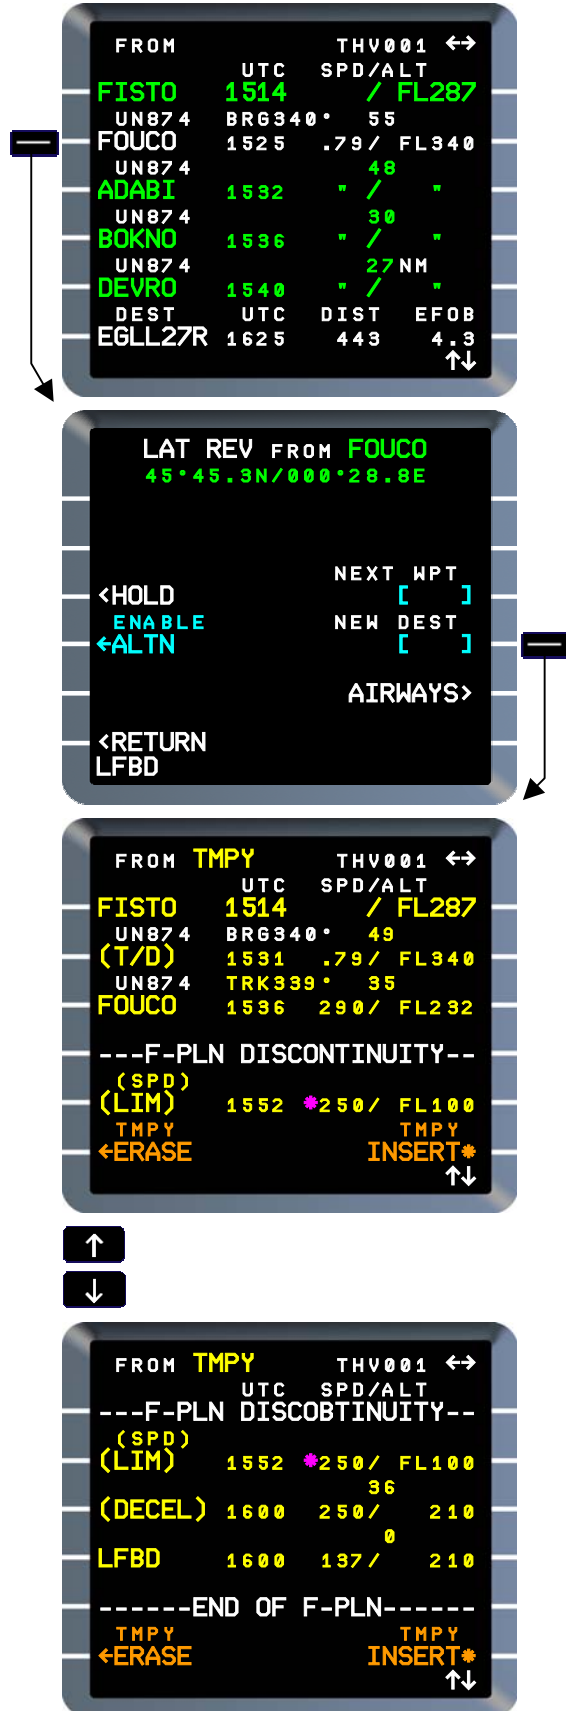 FROM THV001 ←→
UTC SPD/ALT
FISTO 1514 / FL287
UN874 BRG340° 55
FOUCO 1525 .79/ FL340
UN874 48
ADABI 1532 " / "
UN874 30
BOKNO 1536 " / "
UN874 27NM
DEVRO 1540 " / "
DEST UTC DIST EFOB
EGLL27R 1625 443 4.3
↑↓
LAT REV FROM FOUCO
45°45.3N/000°28.8E
NEXT WPT
<HOLD [ ]
ENABLE NEW DEST
←ALTN [ ]
AIRWAYS>
<RETURN
LFBD
FROM TMPY THV001 ←→
UTC SPD/ALT
FISTO 1514 / FL287
UN874 BRG340° 49
(T/D) 1531 .79/ FL340
UN874 TRK339° 35
FOUCO 1536 290/ FL232
---F-PLN DISCONTINUITY--
(SPD)
(LIM) 1552 *250/ FL100
TMPY TMPY
←ERASE INSERT*
↑↓
↑
↓
FROM TMPY THV001 ←→
UTC SPD/ALT
---F-PLN DISCOBTINUITY--
(SPD)
(LIM) 1552 *250/ FL100
36
(DECEL) 1600 250/ 210
0
LFBD 1600 137/ 210
------END OF F-PLN------
TMPY TMPY
←ERASE INSERT*
↑↓